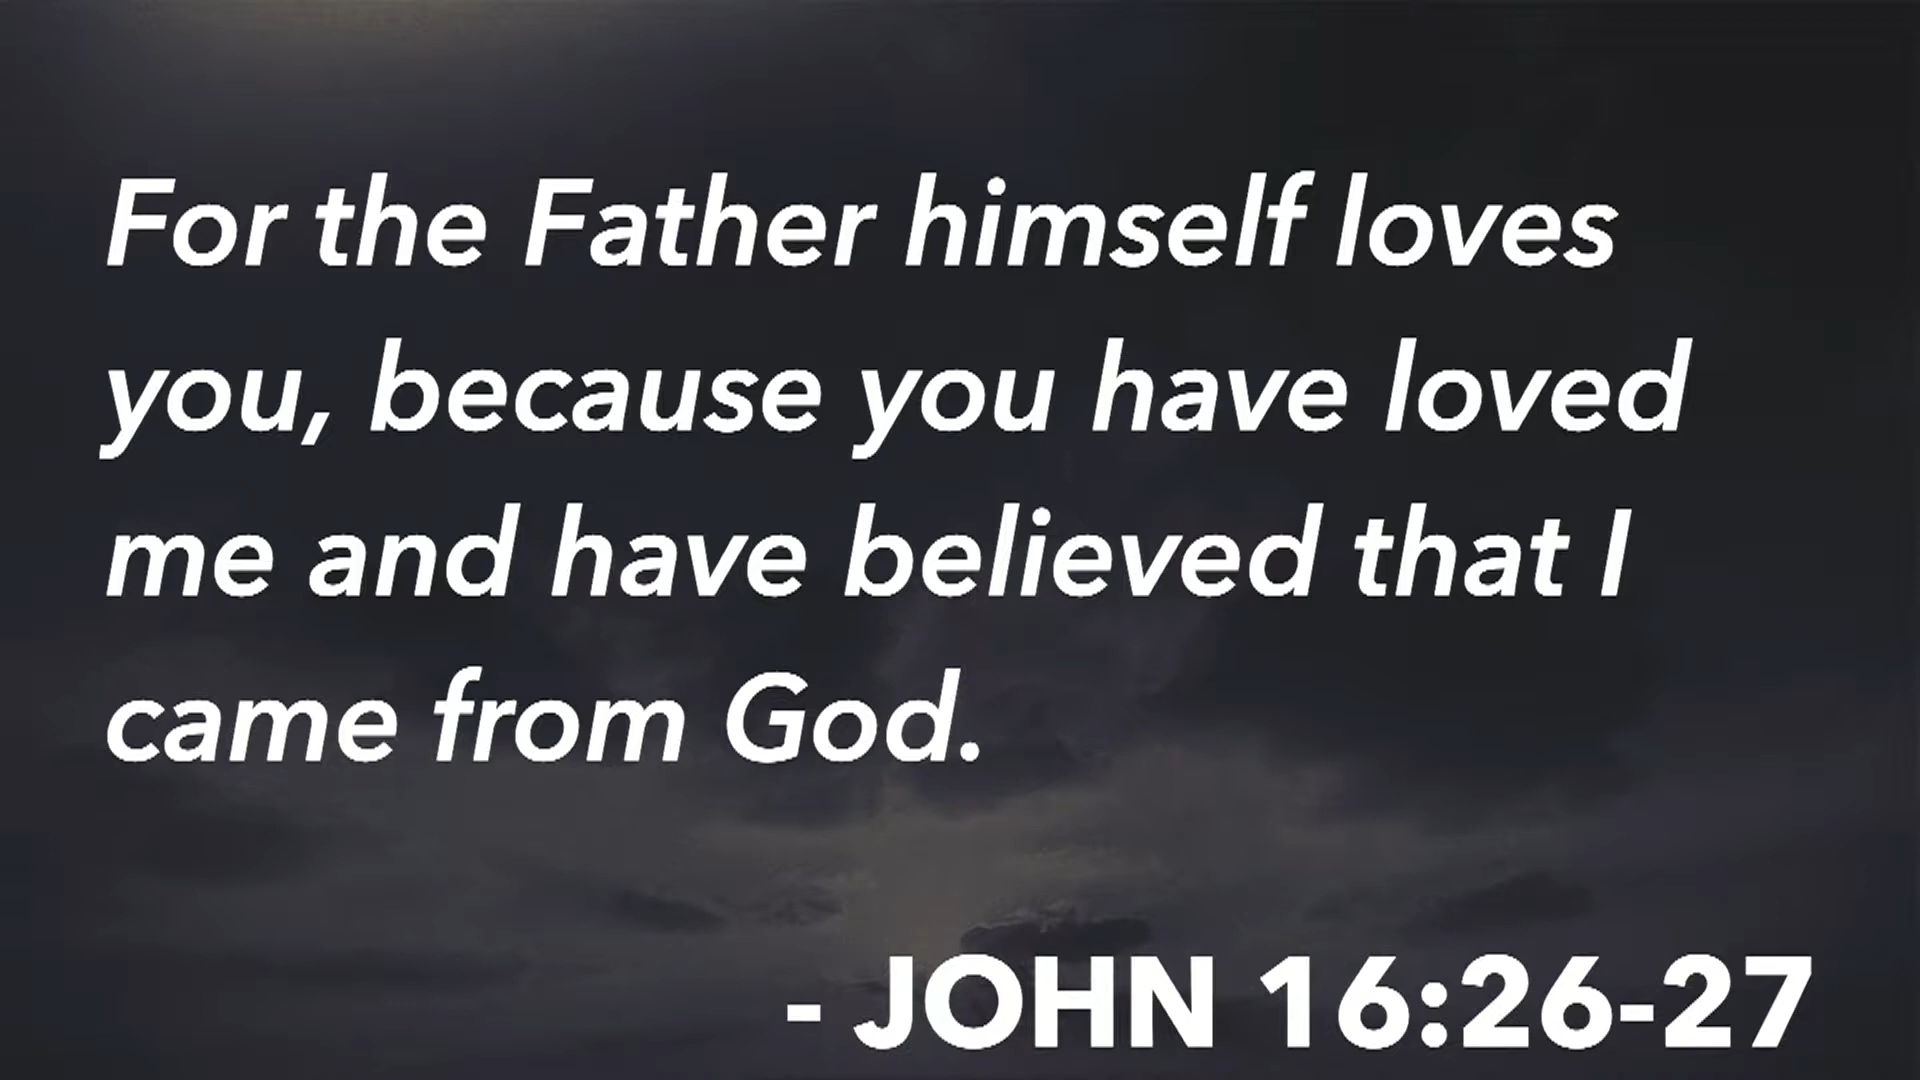 For the Father himself loves
you, because you have loved
me and have believed that I
came from God.
- JOHN 16:26-27